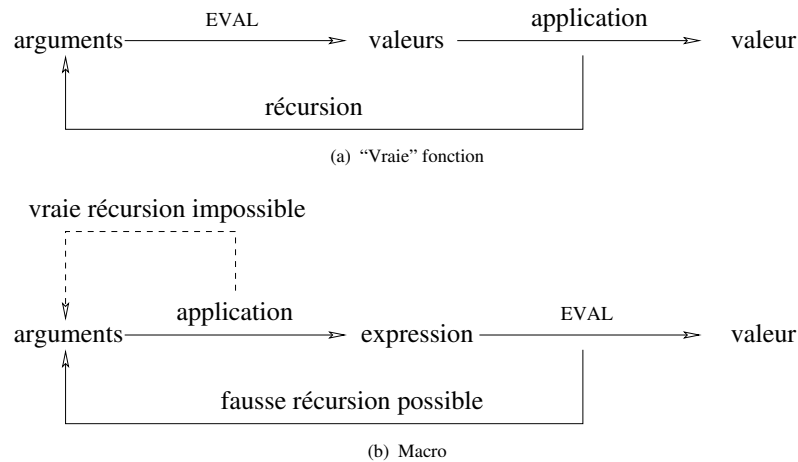 EVAL application
arguments valeurs valeur
récursion
(a) “Vraie” fonction
vraie récursion impossible
application EVAL
arguments expression valeur
fausse récursion possible
(b) Macro